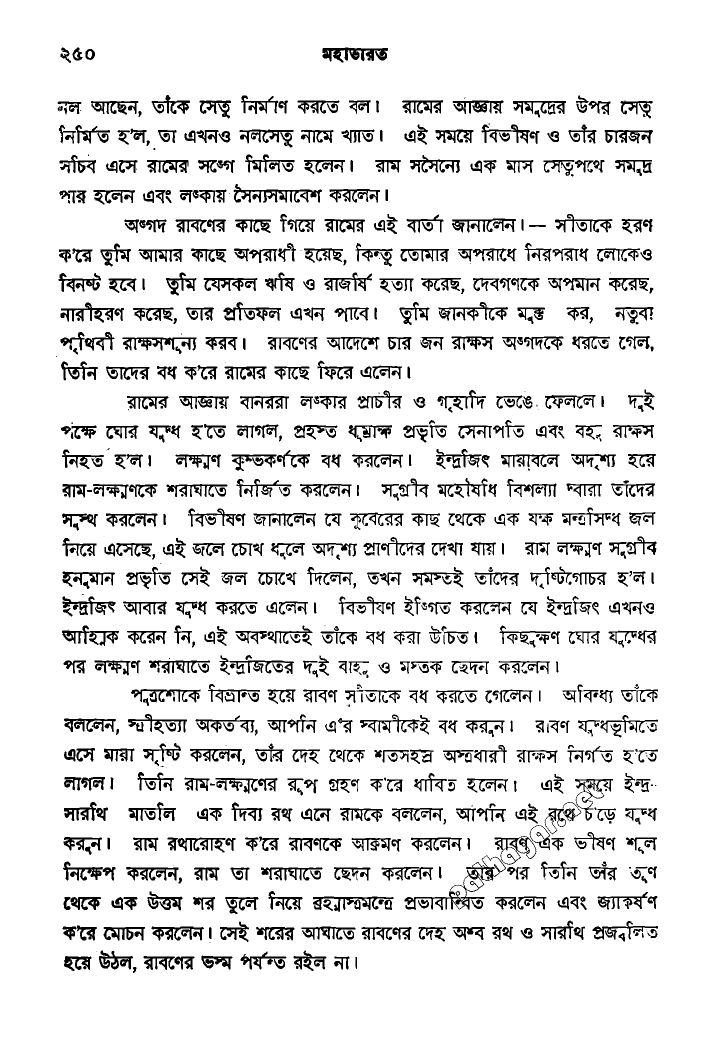 ২৫০ মহাভারত
নল আছেন, তাঁকে সেতু নির্মাণ করতে বল। রামের আজ্ঞায় সমুদ্রের উপর সেতু
নির্মিত হ'ল, তা এখনও নলসেতু নামে খ্যাত। এই সময়ে বিভীষণ ও তাঁর চারজন
সচিব এসে রামের সঙ্গে মিলিত হলেন। রাম সসৈন্যে এক মাস সেতুপথে সমুদ্র
পার হলেন এবং লঙ্কায় সৈন্যসমাবেশ করলেন।
অঙ্গদ রাবণের কাছে গিয়ে রামের এই বার্তা জানালেন।— সীতাকে হরণ
ক'রে তুমি আমার কাছে অপরাধী হয়েছ, কিন্তু তোমার অপরাধে নিরপরাধ লোকেও
বিনষ্ট হবে। তুমি যেসকল ঋষি ও রাজর্ষি হত্যা করেছ, দেবগণকে অপমান করেছ,
নারীহরণ করেছ, তার প্রতিফল এখন পাবে। তুমি জানকীকে মুক্ত কর, নতুবা
পৃথিবী রাক্ষসশূন্য করব। রাবণের আদেশে চার জন রাক্ষস অঙ্গদকে ধরতে গেল,
তিনি তাদের বধ ক'রে রামের কাছে ফিরে এলেন।
রামের আজ্ঞায় বানররা লঙ্কার প্রাচীর ও গৃহাদি ভেঙে ফেললে। দুই
পক্ষে ঘোর যুদ্ধ হ'তে লাগল, প্রহস্ত ধূম্রাক্ষ প্রভৃতি সেনাপতি এবং বহু রাক্ষস
নিহত হ'ল। লক্ষ্মণ কুম্ভকর্ণকে বধ করলেন। ইন্দ্রজিৎ মায়াবলে অদৃশ্য হয়ে
রাম-লক্ষ্মণকে শরাঘাতে নির্জিত করলেন। সুগ্রীব মহৌষধি বিশল্যা দ্বারা তাঁদের
সুস্থ করলেন। বিভীষণ জানালেন যে কুবেরের কাছ থেকে এক যক্ষ মন্ত্রসিদ্ধ জল
নিয়ে এসেছে, এই জলে চোখ ধুলে অদৃশ্য প্রাণীদের দেখা যায়। রাম লক্ষ্মণ সুগ্রীব
হনুমান প্রভৃতি সেই জল চোখে দিলেন, তখন সমস্তই তাঁদের দৃষ্টিগোচর হ'ল।
ইন্দ্রজিৎ আবার যুদ্ধ করতে এলেন। বিভীষণ ইঙ্গিত করলেন যে ইন্দ্রজিৎ এখনও
আহ্নিক করেন নি, এই অবস্থাতেই তাঁকে বধ করা উচিত। কিছুক্ষণ ঘোর যুদ্ধের
পর লক্ষ্মণ শরাঘাতে ইন্দ্রজিতের দুই বাহু ও মস্তক ছেদন করলেন।
পুত্রশোকে বিভ্রান্ত হয়ে রাবণ সীতাকে বধ করতে গেলেন। অবিন্ধ্য তাঁকে
বললেন, স্ত্রীহত্যা অকর্তব্য, আপনি এঁর স্বামীকেই বধ করুন। রাবণ যুদ্ধভূমিতে
এসে মায়া সৃষ্টি করলেন, তাঁর দেহ থেকে শতসহস্র অস্ত্রধারী রাক্ষস নির্গত হ'তে
লাগল। তিনি রাম-লক্ষ্মণের রূপ গ্রহণ ক'রে ধাবিত হলেন। এই সময়ে ইন্দ্র-
সারথি মাতলি এক দিব্য রথ এনে রামকে বললেন, আপনি এই রথে চ'ড়ে যুদ্ধ
করুন। রাম রথারোহণ ক'রে রাবণকে আক্রমণ করলেন। রাবণ এক ভীষণ শূল
নিক্ষেপ করলেন, রাম তা শরাঘাতে ছেদন করলেন। তার পর তিনি তাঁর তূণ
থেকে এক উত্তম শর তুলে নিয়ে ব্রহ্মাস্ত্রমন্ত্রে প্রভাবান্বিত করলেন এবং জ্যাকর্ষণ
ক'রে মোচন করলেন। সেই শরের আঘাতে রাবণের দেহ অশ্ব রথ ও সারথি প্রজ্বলিত
হয়ে উঠল, রাবণের ভস্ম পর্যন্ত রইল না।